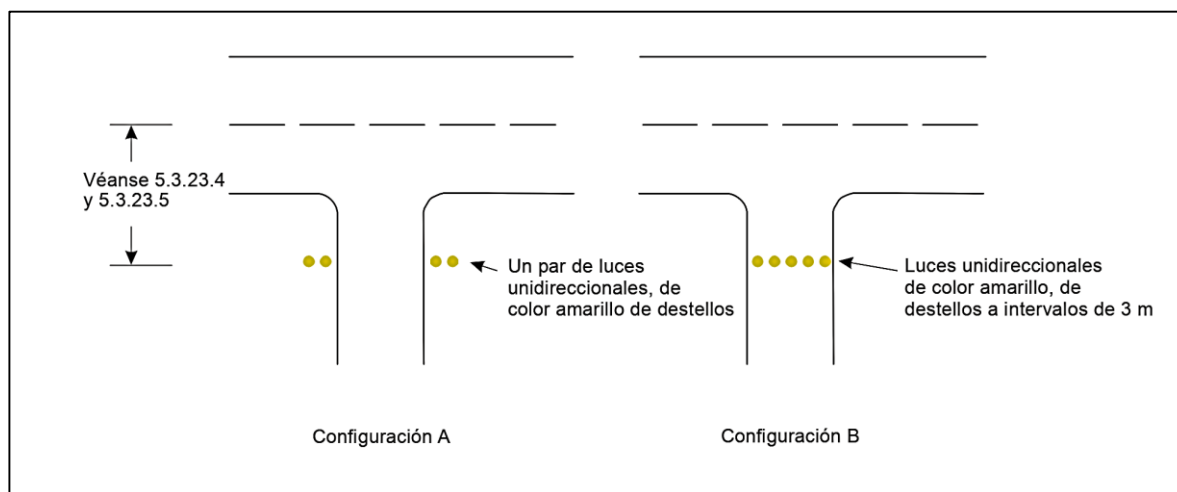 Véanse 5.3.23.4
y 5.3.23.5
Un par de luces
unidireccionales, de
color amarillo de destellos
Luces unidireccionales
de color amarillo, de
destellos a intervalos de 3 m
Configuración A
Configuración B